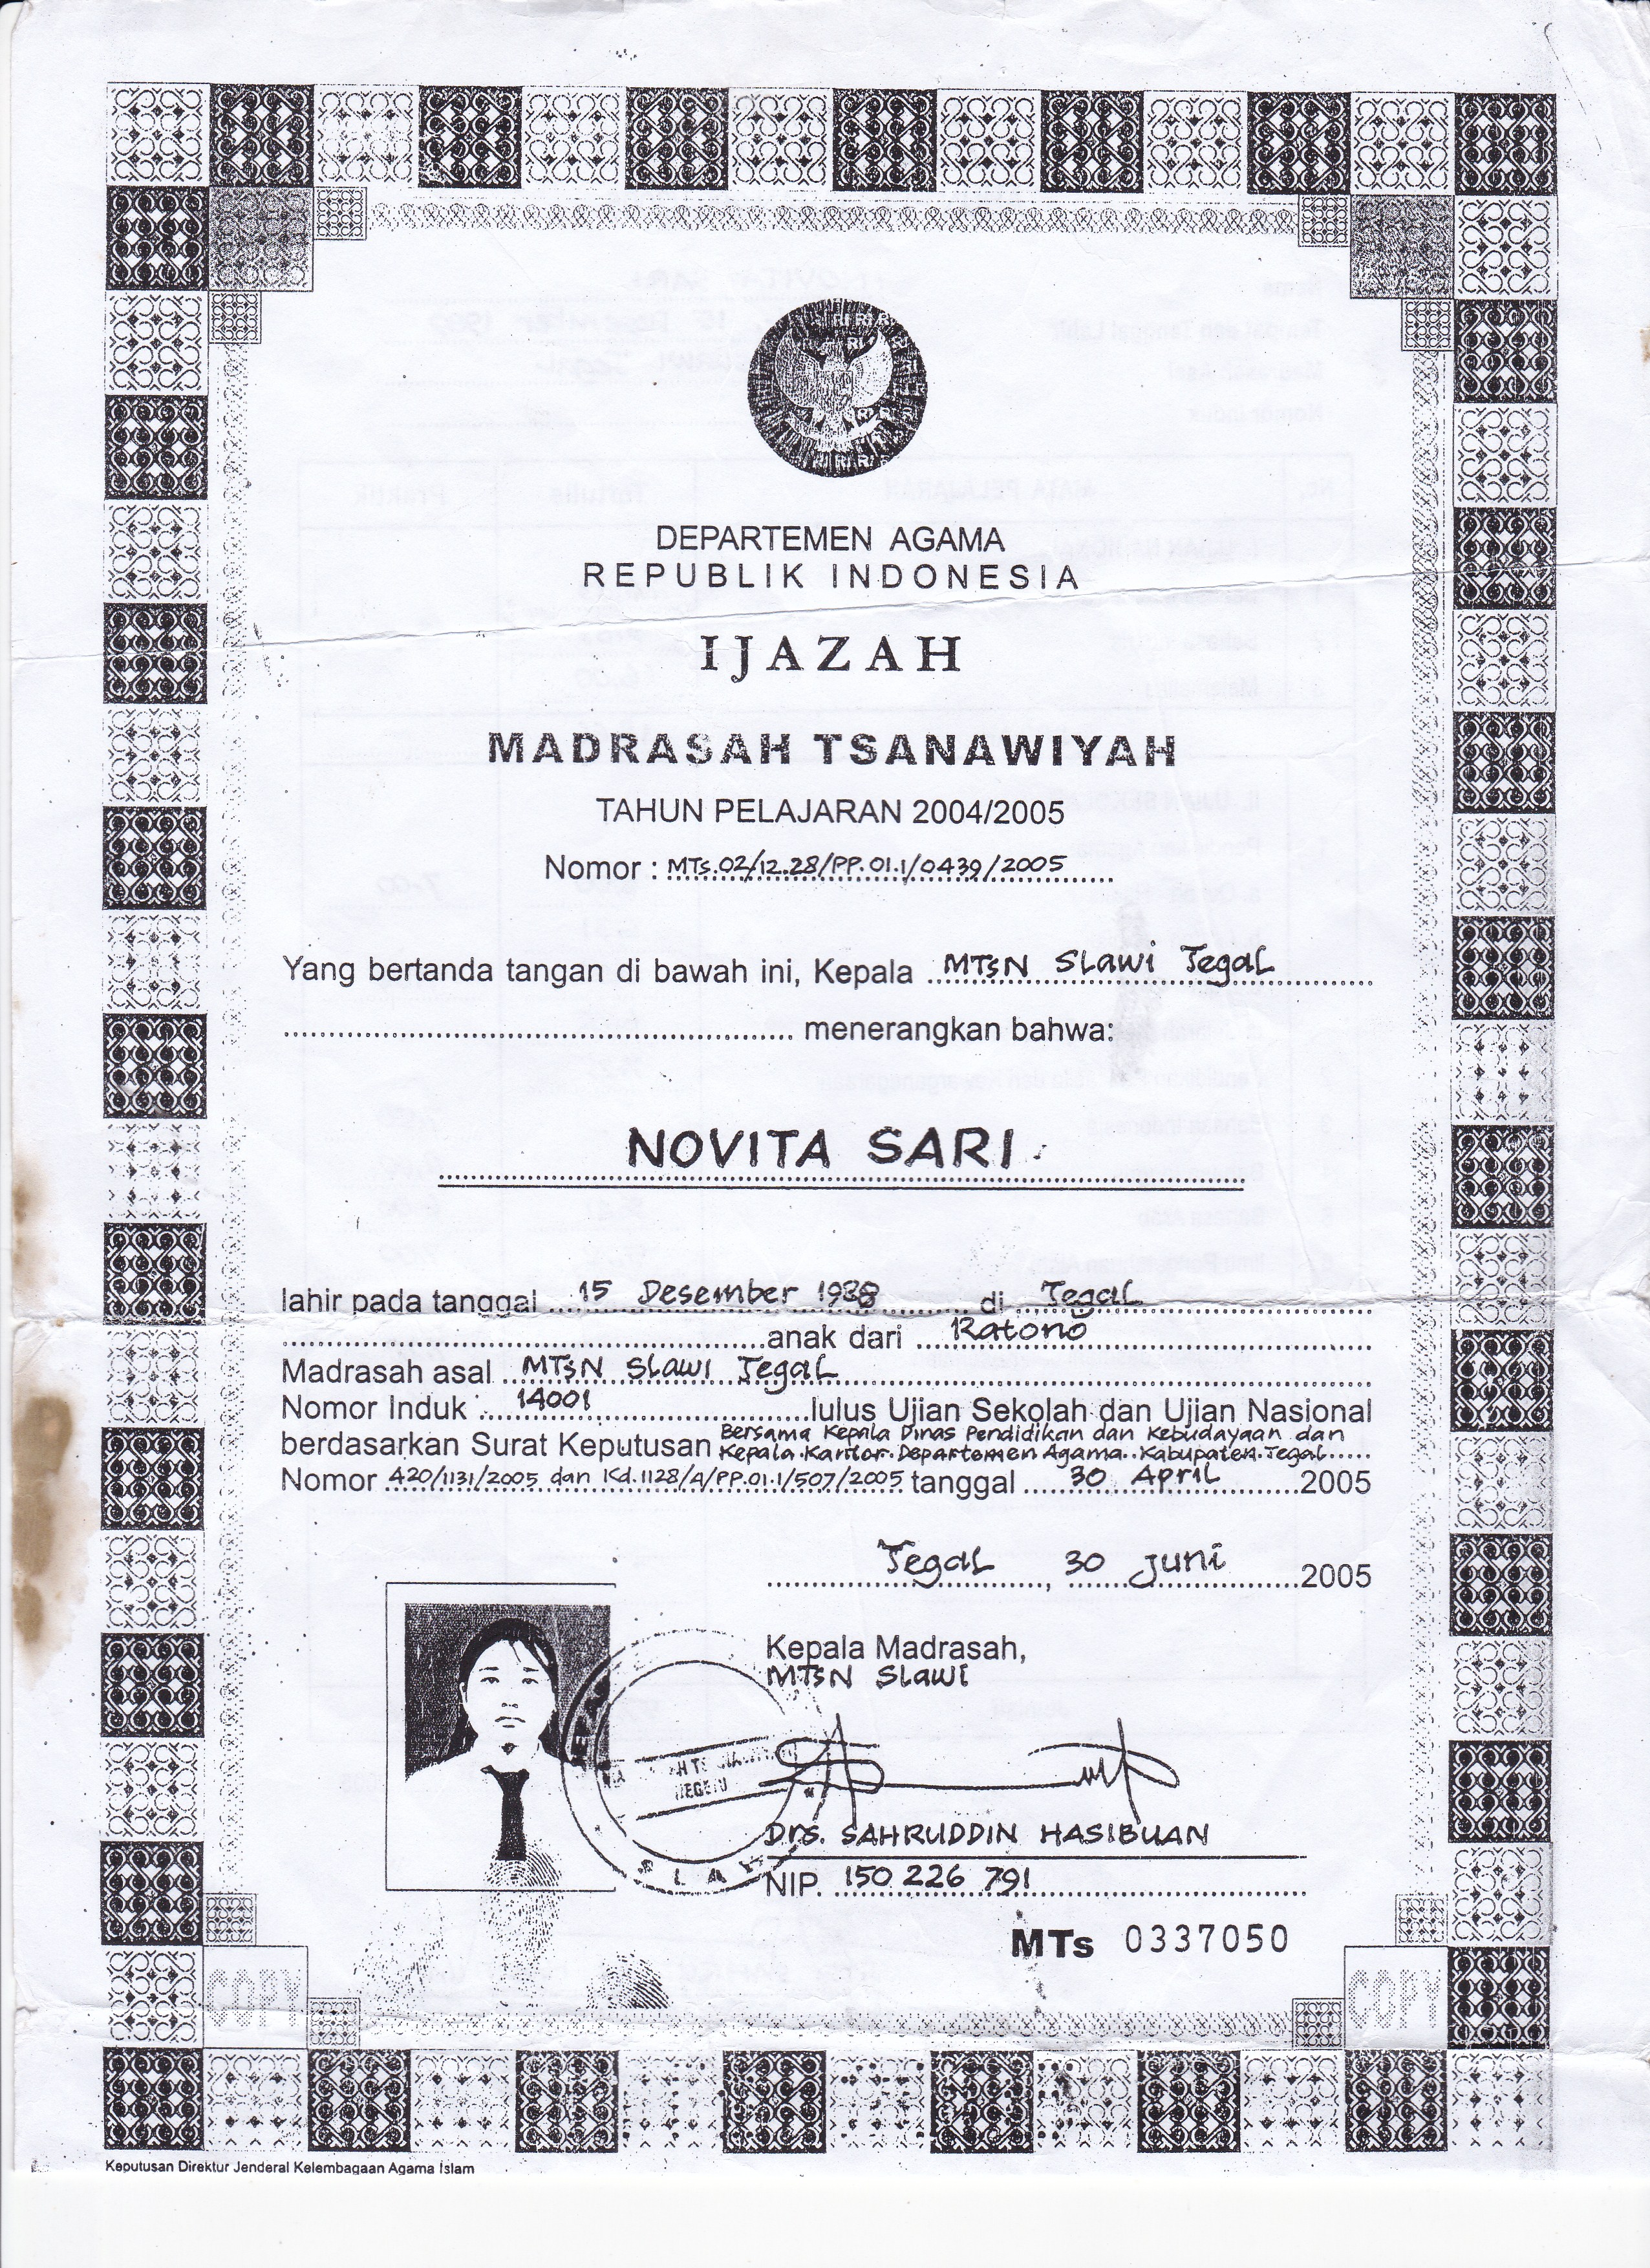 DEPARTEMEN AGAMA
REPUBLIK INDONESIA
IJAZAH
MADRASAH TSANAWIYAH
TAHUN PELAJARAN 2004/2005
Nomor : MTs.02/12.28/PP.01.1/0439/2005
Yang bertanda tangan di bawah ini, Kepala MTsN Slawi Tegal
menerangkan bahwa:
NOVITA SARI
lahir pada tanggal 15 Desember di Tegal
anak dari Ratono
Madrasah asal MTsN Slawi Tegal
Nomor Induk : 14001 lulus Ujian Sekolah dan Ujian Nasional
berdasarkan Surat Keputusan Bersama Kepala Dinas Pendidikan dan Kebudayaan dan
Kepala Kantor Departemen Agama Kabupaten Tegal
Nomor 420/1131/2005 dan Kd.1128/A/PP.01.1/507/2005 tanggal 30 April 2005
Tegal, 30 Juni 2005
Kepala Madrasah,
MTsN Slawi
NEGERI
Drs. SAHRUDDIN HASIBUAN
NIP. 150 226 791
MTs 0337050
COPY COPY
Keputusan Direktur Jenderal Kelembagaan Agama Islam